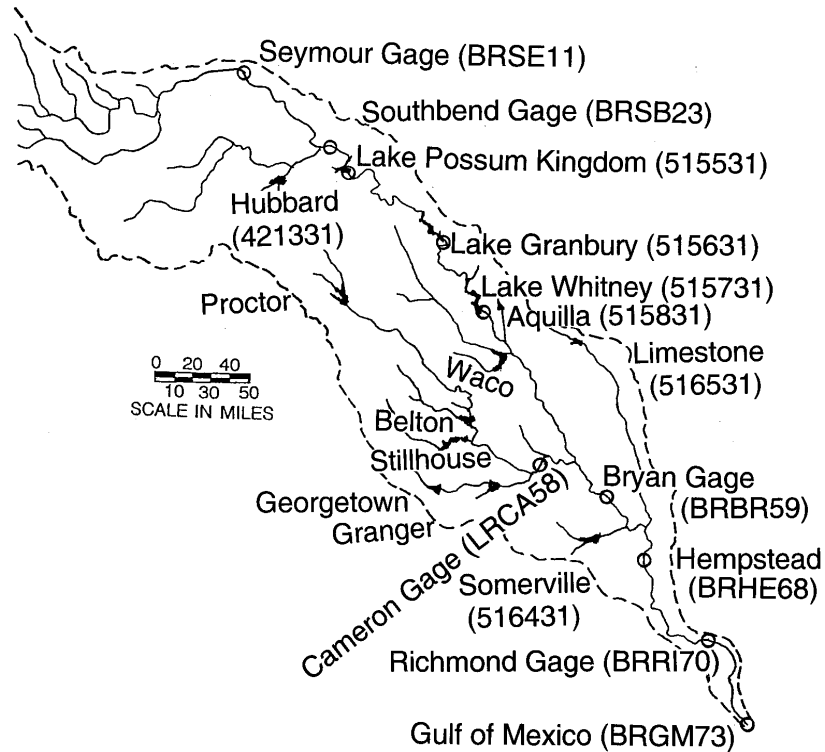 Seymour Gage (BRSE11)
Southbend Gage (BRSB23)
Lake Possum Kingdom (515531)
Hubbard
(421331)
Lake Granbury (515631)
Proctor
Lake Whitney (515731)
Aquilla (515831)
Limestone
(516531)
Waco
0 20 40
10 30 50
SCALE IN MILES
Belton
Stillhouse
Georgetown
Granger
Cameron Gage (LRCA58)
Bryan Gage
(BRBR59)
Hempstead
(BRHE68)
Somerville
(516431)
Richmond Gage (BRRI70)
Gulf of Mexico (BRGM73)